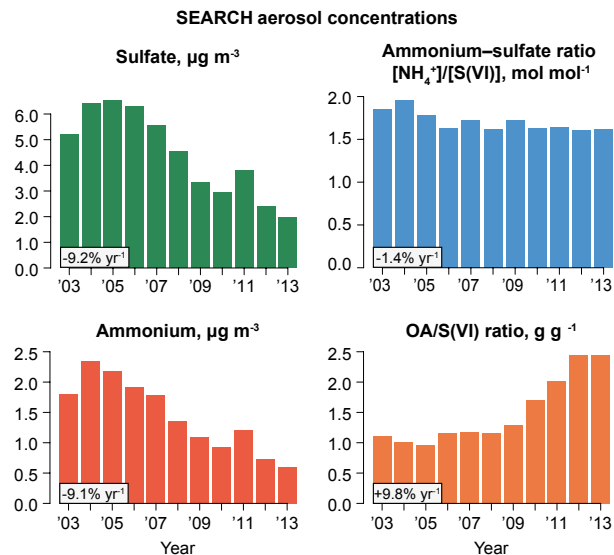 SEARCH aerosol concentrations
Sulfate, µg m⁻³
6.0
5.0
4.0
3.0
2.0
1.0
0.0
-9.2% yr⁻¹
'03 '05 '07 '09 '11 '13
Ammonium–sulfate ratio
[NH₄⁺]/[S(VI)], mol mol⁻¹
2.0
1.5
1.0
0.5
0.0
-1.4% yr⁻¹
'03 '05 '07 '09 '11 '13
Ammonium, µg m⁻³
2.5
2.0
1.5
1.0
0.5
0.0
-9.1% yr⁻¹
'03 '05 '07 '09 '11 '13
Year
OA/S(VI) ratio, g g ⁻¹
2.5
2.0
1.5
1.0
0.5
0.0
+9.8% yr⁻¹
'03 '05 '07 '09 '11 '13
Year